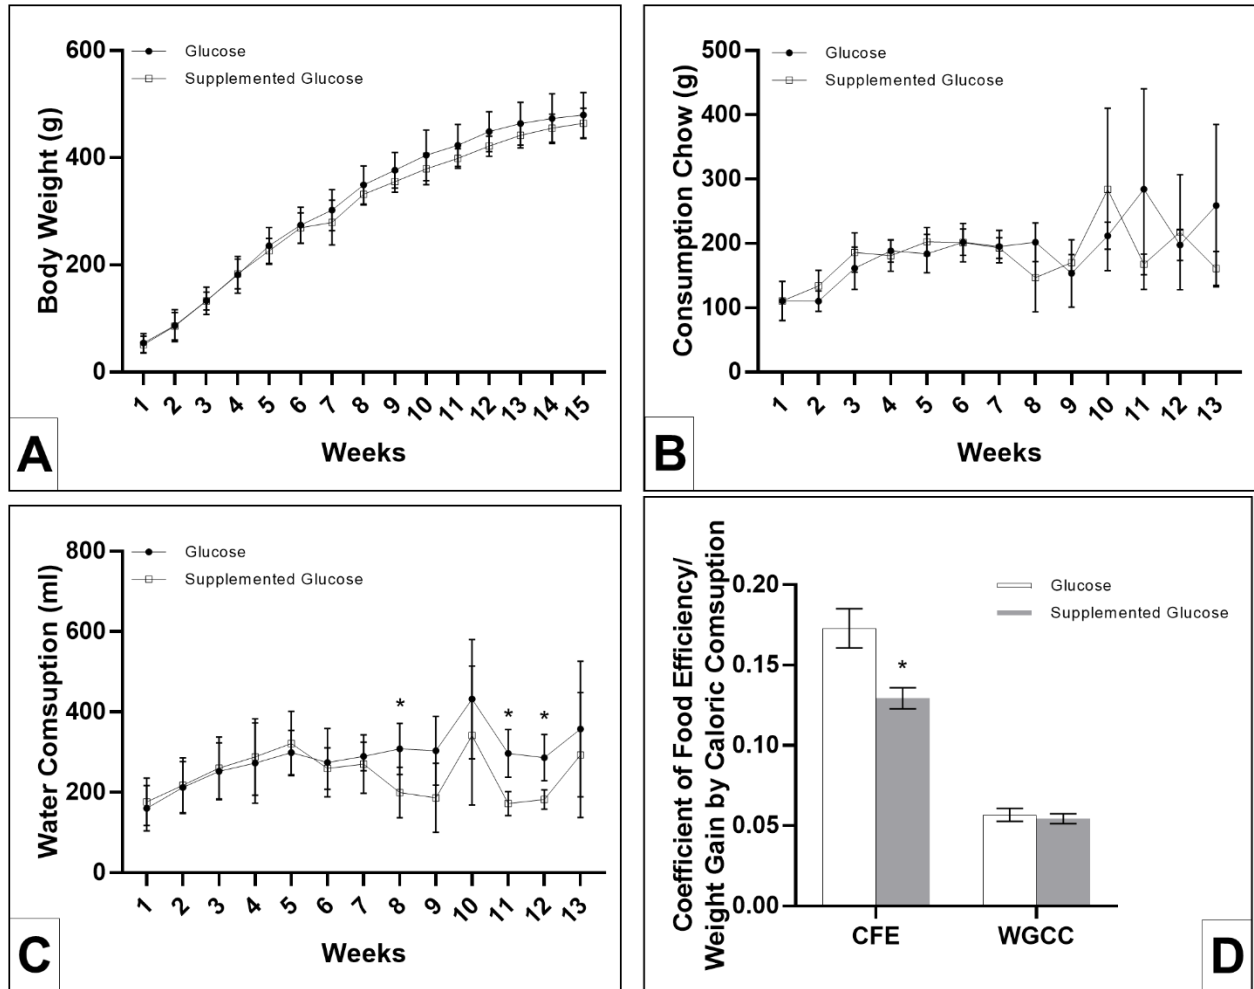 Glucose
Supplemented Glucose
Body Weight (g)
600
400
200
0
1 2 3 4 5 6 7 8 9 10 11 12 13 14 15
Weeks
A
Glucose
Supplemented Glucose
Consumption Chow (g)
500
400
300
200
100
0
1 2 3 4 5 6 7 8 9 10 11 12 13
Weeks
B
Glucose
Supplemented Glucose
Water Comsuption (ml)
800
600
400
200
0
* * *
1 2 3 4 5 6 7 8 9 10 11 12 13
Weeks
C
Coefficient of Food Efficiency/
Weight Gain by Caloric Comsuption
Glucose
Supplemented Glucose
0.20
0.15
0.10
0.05
0.00
*
CFE WGCC
D